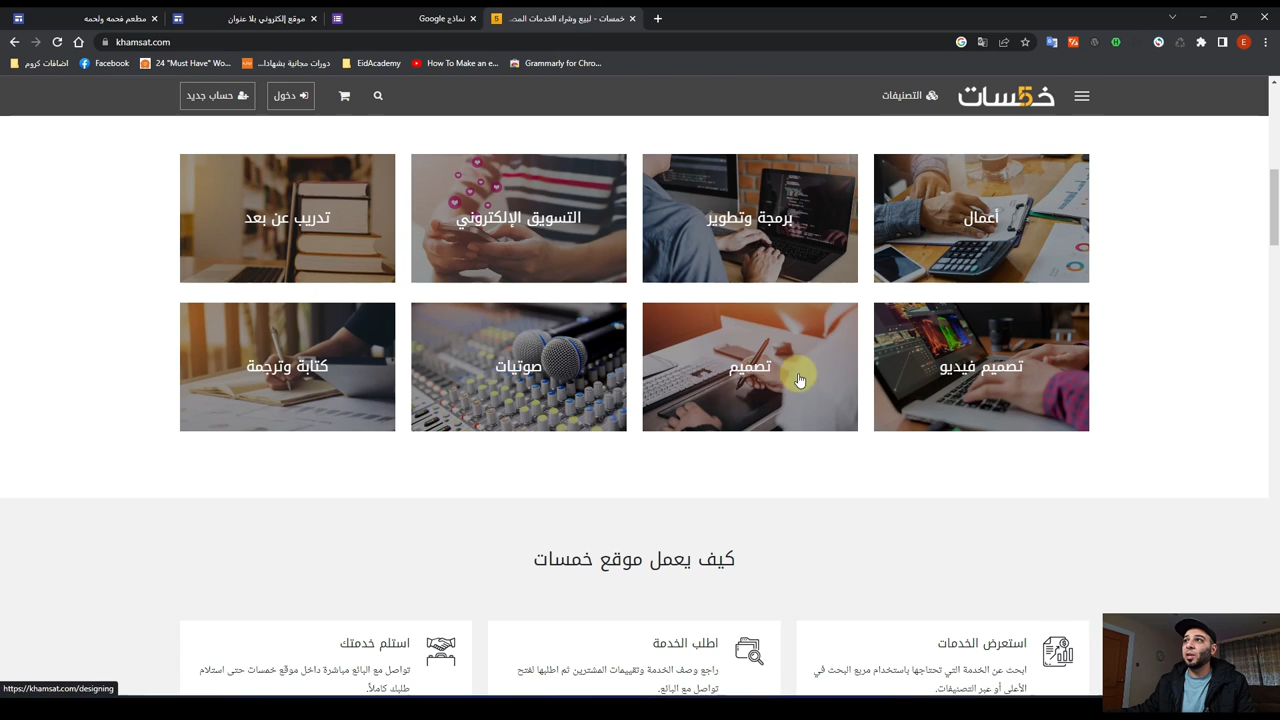 مطعم فحمه ولحمه
موقع إلكتروني بلا عنوان
نماذج Google
خمسات - لبيع وشراء الخدمات المصـ...
khamsat.com
اضافات كروم
Facebook
24 "Must Have" Wo...
دورات مجانية بشهادا...
EidAcademy
How To Make an e...
Grammarly for Chro...
E
خمسات
التصنيفات
دخول
حساب جديد
أعمال
برمجة وتطوير
التسويق الإلكتروني
تدريب عن بعد
تصميم فيديو
تصميم
صوتيات
كتابة وترجمة
كيف يعمل موقع خمسات
استعرض الخدمات
ابحث عن الخدمة التي تحتاجها باستخدام مربع البحث في
الأعلى أو عبر التصنيفات.
اطلب الخدمة
راجع وصف الخدمة وتقييمات المشترين ثم اطلبها لفتح
تواصل مع البائع.
استلم خدمتك
تواصل مع البائع مباشرة داخل موقع خمسات حتى استلام
طلبك كاملاً.
https://khamsat.com/designing